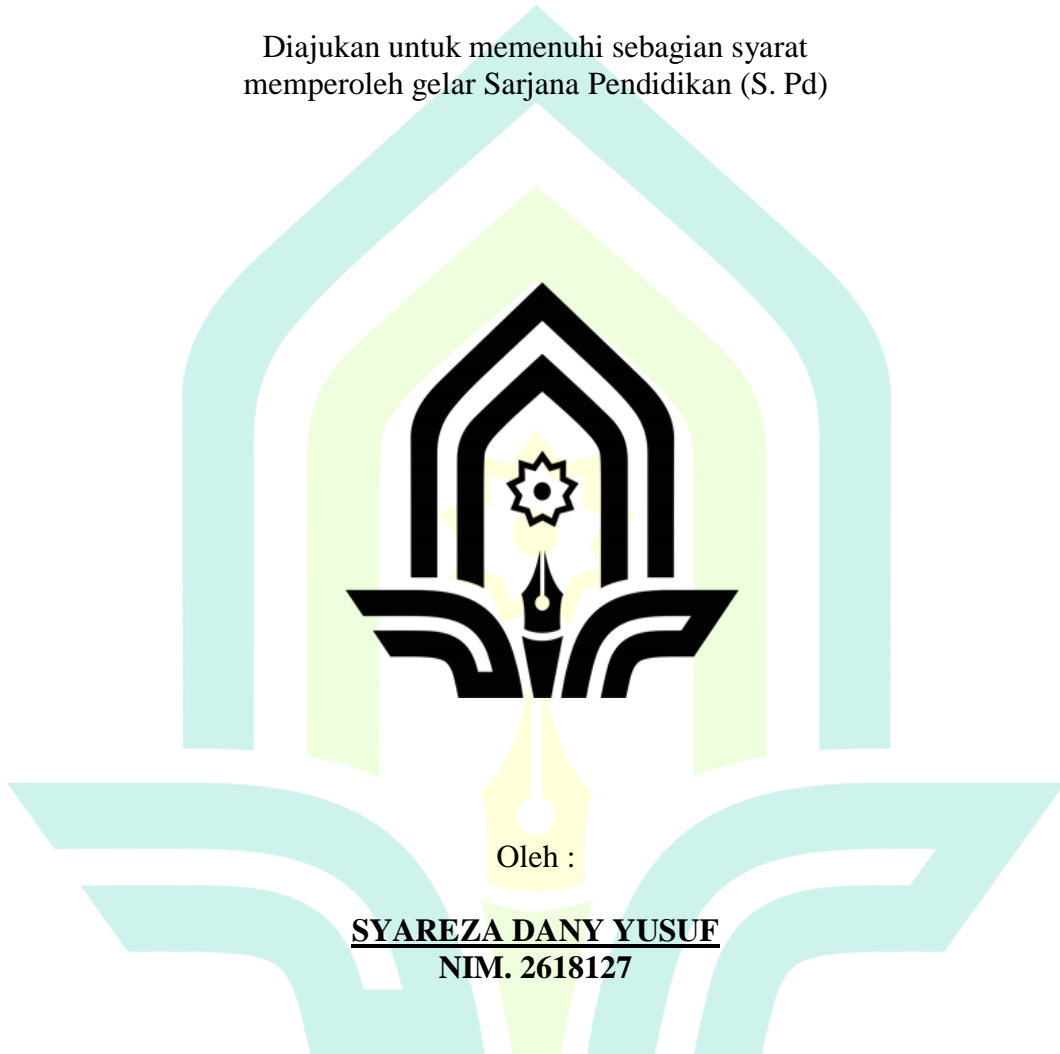 Diajukan untuk memenuhi sebagian syarat
memperoleh gelar Sarjana Pendidikan (S. Pd)
Oleh :
SYAREZA DANY YUSUF
NIM. 2618127